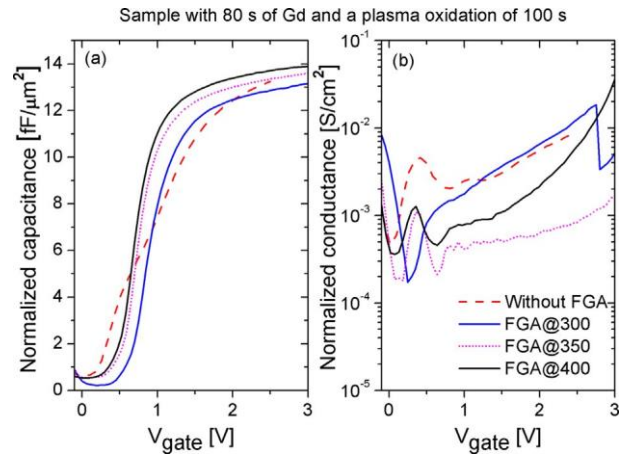 Sample with 80 s of Gd and a plasma oxidation of 100 s
(a)
Normalized capacitance [fF/μm²]
14
12
10
8
6
4
2
0
0 1 2 3
V_gate [V]
(b)
Normalized conductance [S/cm²]
10⁻¹
10⁻²
10⁻³
10⁻⁴
10⁻⁵
Without FGA
FGA@300
FGA@350
FGA@400
0 1 2 3
V_gate [V]